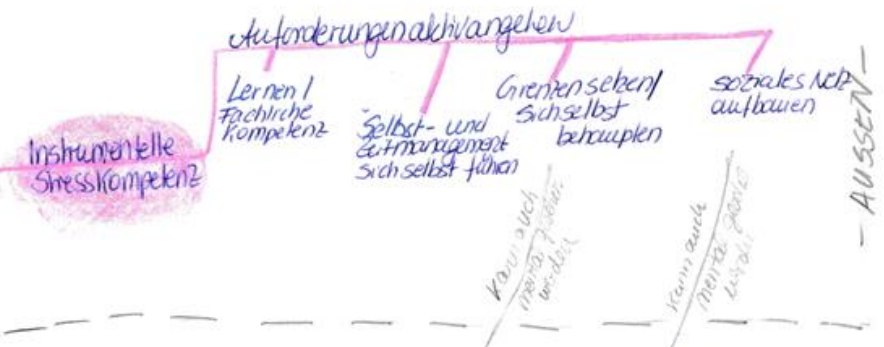 Anforderungen aktiv angehen
Lernen /
Fachliche
Kompetenz
Selbst- und
Zeitmanagement
Sich selbst führen
Grenzen setzen/
Sich selbst
behaupten
soziales Netz
aufbauen
Instrumentelle
Stresskompetenz
- AUSSEN -
Kann auch
mental
werden
Kann auch
mental